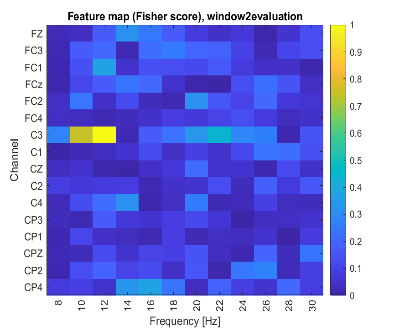 Feature map (Fisher score), window2evaluation
Channel
FZ
FC3
FC1
FCz
FC2
FC4
C3
C1
CZ
C2
C4
CP3
CP1
CPZ
CP2
CP4
8 10 12 14 16 18 20 22 24 26 28 30
Frequency [Hz]
1
0.9
0.8
0.7
0.6
0.5
0.4
0.3
0.2
0.1
0